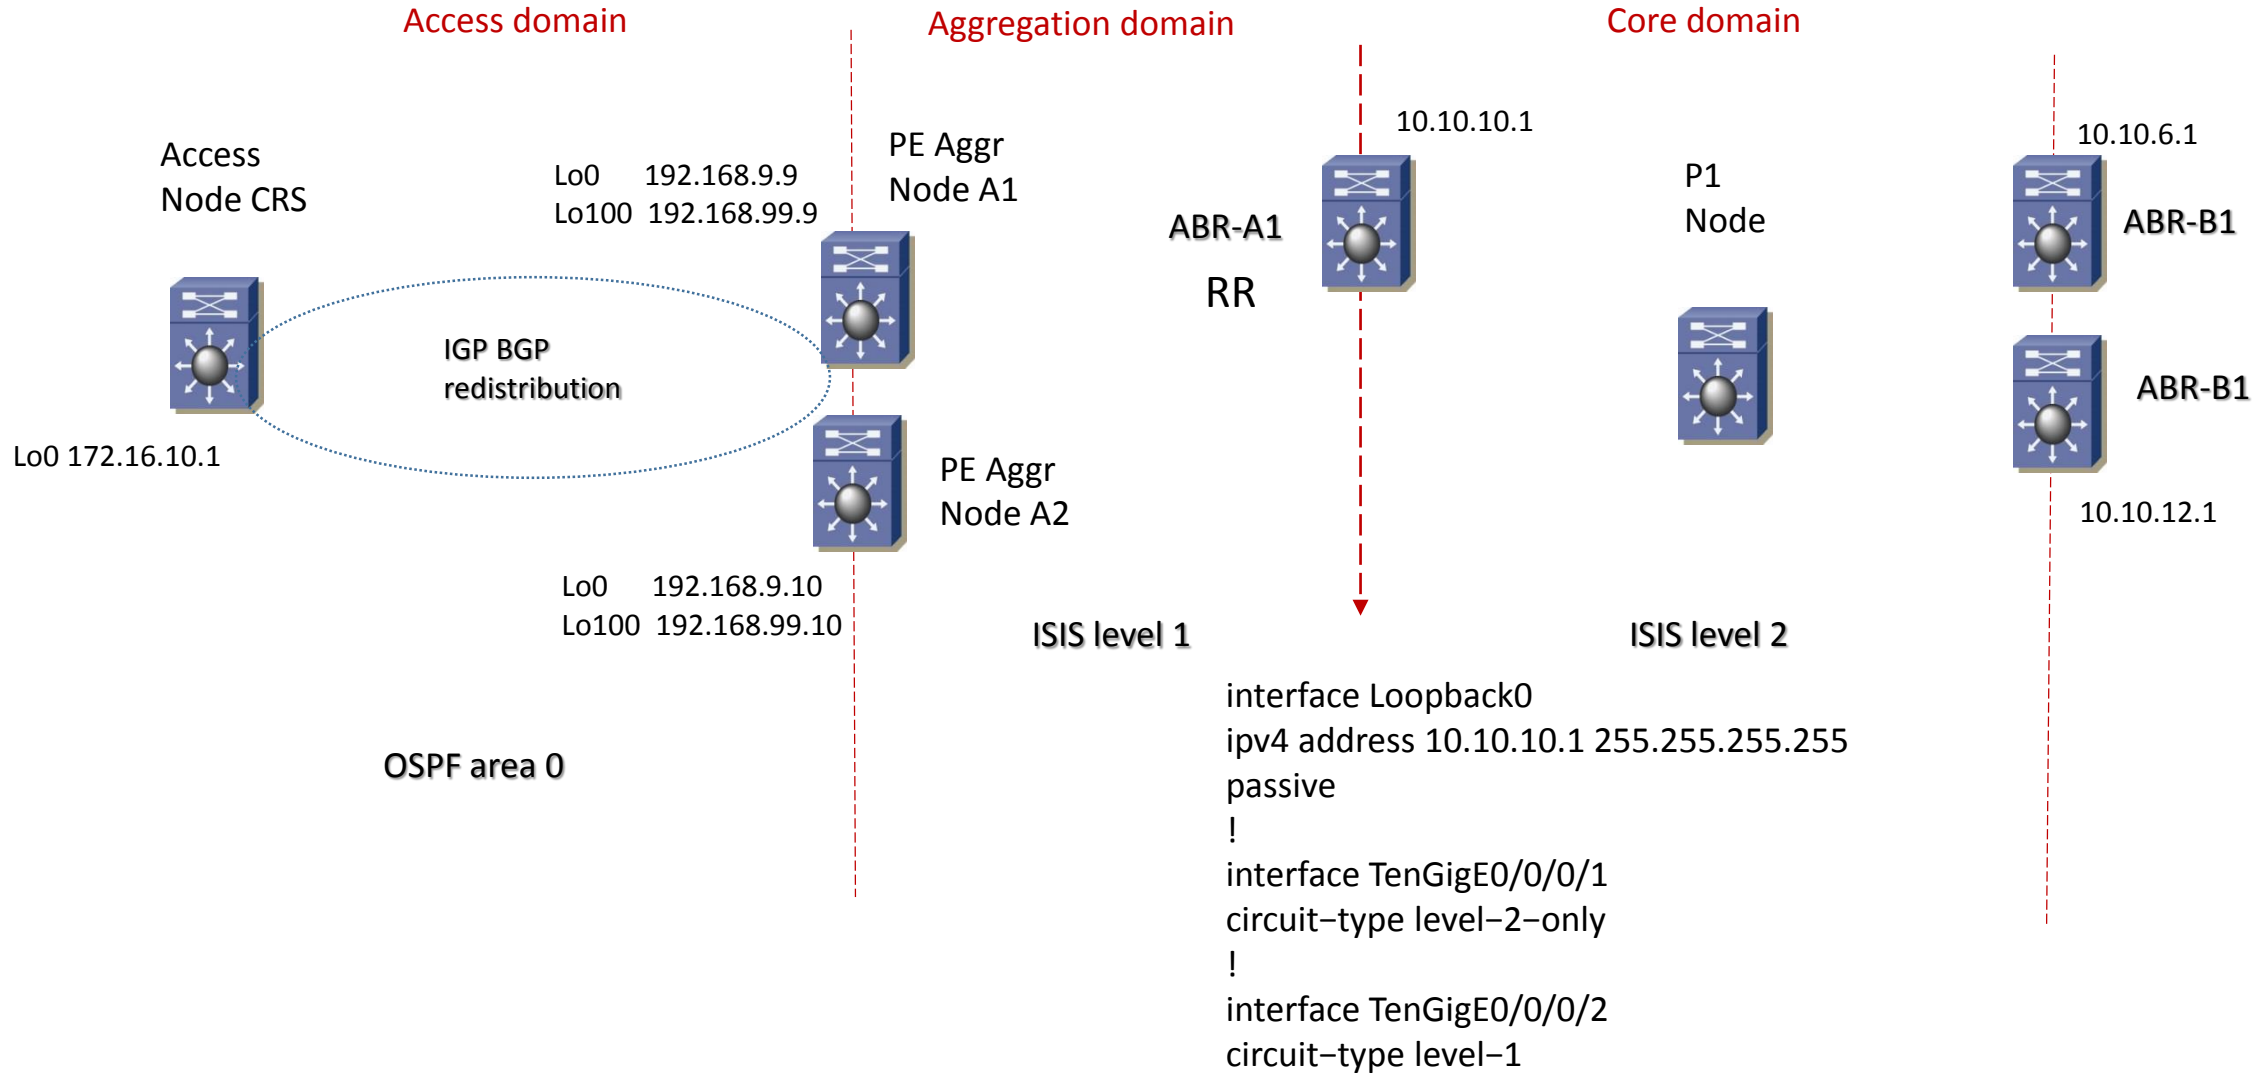 Access domain
Aggregation domain
Core domain
Access
Node CRS
Lo0 172.16.10.1
IGP BGP
redistribution
Lo0 192.168.9.9
Lo100 192.168.99.9
PE Aggr
Node A1
PE Aggr
Node A2
Lo0 192.168.9.10
Lo100 192.168.99.10
10.10.10.1
ABR-A1
RR
P1
Node
10.10.6.1
ABR-B1
ABR-B1
10.10.12.1
OSPF area 0
ISIS level 1
ISIS level 2
interface Loopback0
ipv4 address 10.10.10.1 255.255.255.255
passive
!
interface TenGigE0/0/0/1
circuit−type level−2−only
!
interface TenGigE0/0/0/2
circuit−type level−1